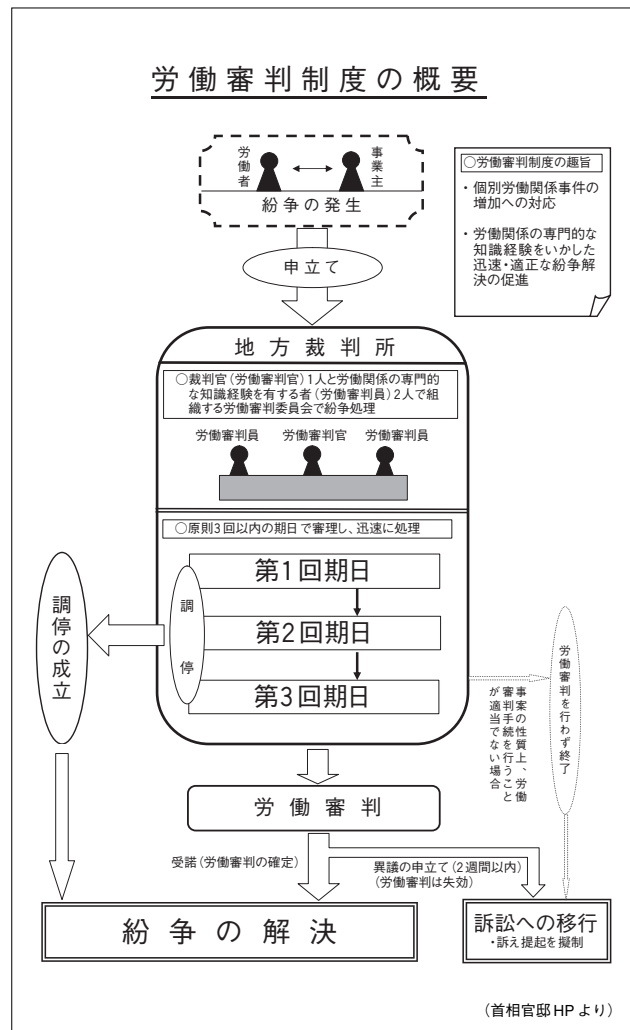 労働審判制度の概要
労働者
事業主
紛争の発生
申立て
○労働審判制度の趣旨
・個別労働関係事件の
増加への対応
・労働関係の専門的な
知識経験をいかした
迅速・適正な紛争解
決の促進
地方裁判所
○裁判官(労働審判官)1人と労働関係の専門的
な知識経験を有する者(労働審判員)2人で組
織する労働審判委員会で紛争処理
労働審判員 労働審判官 労働審判員
○原則3回以内の期日で審理し、迅速に処理
第1回期日
第2回期日
第3回期日
調停
調停の成立
事案の性質上、労働
審判手続を行うこと
が適当でない場合
労働審判を行わず終了
労働審判
受諾(労働審判の確定)
異議の申立て(2週間以内)
(労働審判は失効)
紛争の解決
訴訟への移行
・訴え提起を擬制
(首相官邸HPより)